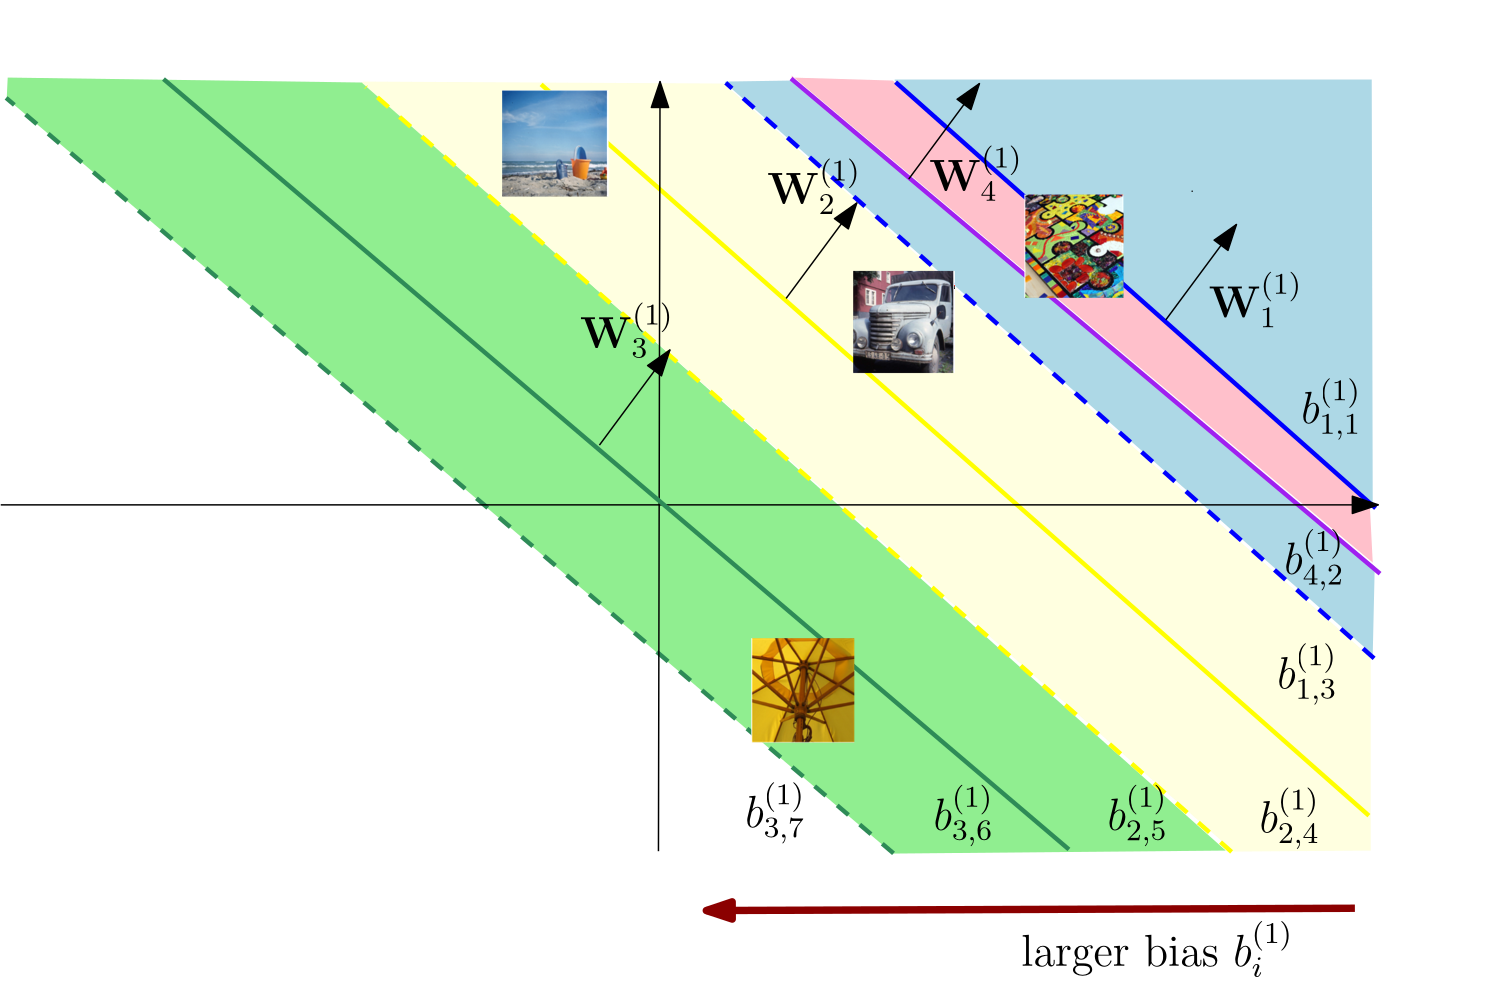 W_4^{(1)}
W_2^{(1)}
W_1^{(1)}
W_3^{(1)}
b_{1,1}^{(1)}
b_{4,2}^{(1)}
b_{1,3}^{(1)}
b_{3,7}^{(1)} b_{3,6}^{(1)} b_{2,5}^{(1)} b_{2,4}^{(1)}
larger bias b_i^{(1)}